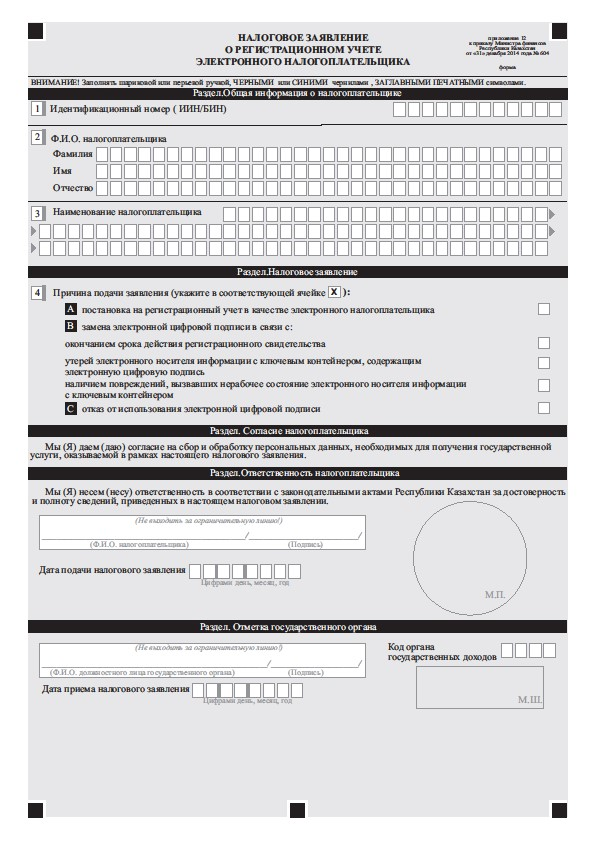 НАЛОГОВОЕ ЗАЯВЛЕНИЕ
О РЕГИСТРАЦИОННОМ УЧЕТЕ
ЭЛЕКТРОННОГО НАЛОГОПЛАТЕЛЬЩИКА
приложение 12
к приказу Министра финансов
Республики Казахстан
от «31» декабря 2014 года № 604
форма
ВНИМАНИЕ! Заполнять шариковой или перьевой ручкой, ЧЕРНЫМИ или СИНИМИ чернилами , ЗАГЛАВНЫМИ ПЕЧАТНЫМИ символами.
Раздел.Общая информация о налогоплательщике
1 Идентификационный номер ( ИИН/БИН)
2 Ф.И.О. налогоплательщика
Фамилия
Имя
Отчество
3 Наименование налогоплательщика
Раздел.Налоговое заявление
4 Причина подачи заявления (укажите в соответствующей ячейке X ):
A постановка на регистрационный учет в качестве электронного налогоплательщика
B замена электронной цифровой подписи в связи с:
окончанием срока действия регистрационного свидетельства
утерей электронного носителя информации с ключевым контейнером, содержащим
электронную цифровую подпись
наличием повреждений, вызвавших нерабочее состояние электронного носителя информации
с ключевым контейнером
C отказ от использования электронной цифровой подписи
Раздел. Согласие налогоплательщика
Мы (Я) даем (даю) согласие на сбор и обработку персональных данных, необходимых для получения государственной
услуги, оказываемой в рамках настоящего налогового заявления.
Раздел.Ответственность налогоплательщика
Мы (Я) несем (несу) ответственность в соответствии с законодательными актами Республики Казахстан за достоверность
и полноту сведений, приведенных в настоящем налоговом заявлении.
(Не выходить за ограничительную линию!)
/ /
(Ф.И.О. налогоплательщика) (Подпись)
Дата подачи налогового заявления
Цифрами день, месяц, год
М.П.
Раздел. Отметка государственного органа
(Не выходить за ограничительную линию!)
/ /
(Ф.И.О. должностного лица государственного органа) (Подпись)
Код органа
государственных доходов
Дата приема налогового заявления
Цифрами день, месяц, год
М.Ш.